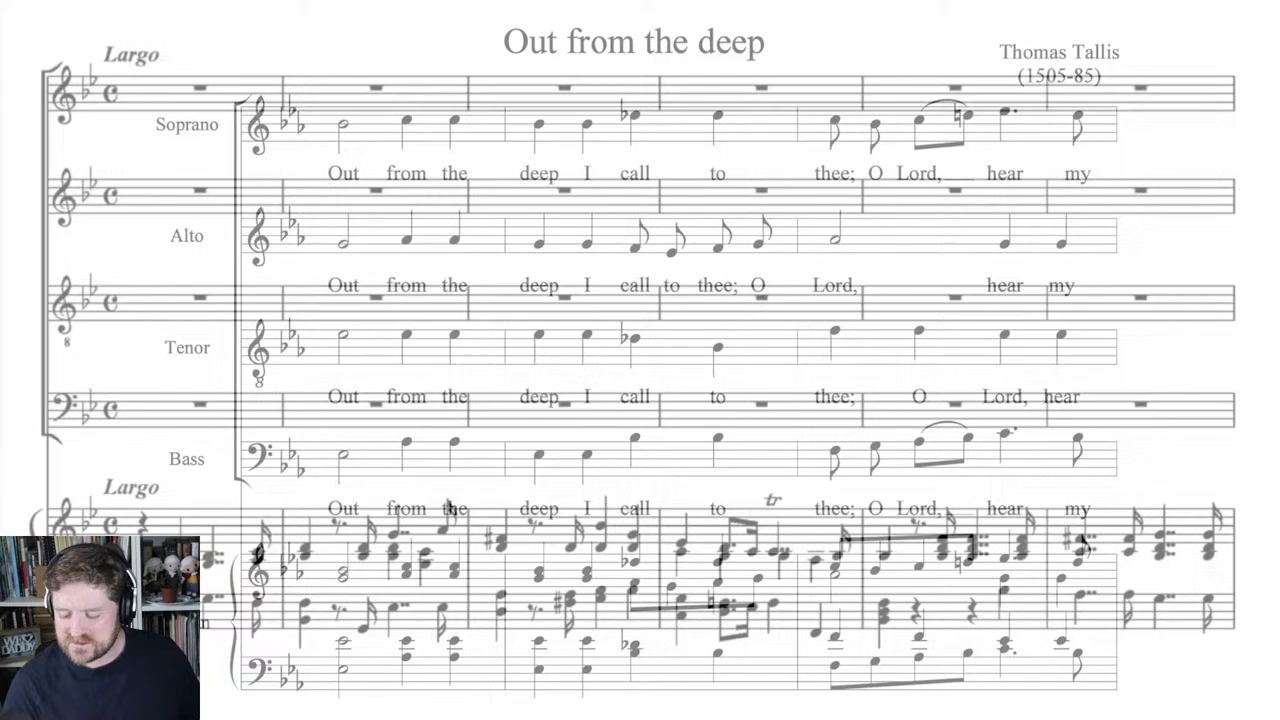 Out from the deep
Thomas Tallis
(1505-85)
Largo
Soprano
Out from the deep I call to thee; O Lord, hear my
Alto
Out from the deep I call to thee; O Lord, hear my
Tenor
Out from the deep I call to thee; O Lord, hear
Bass
Out from the deep I call to thee; O Lord, hear my
Largo
tr